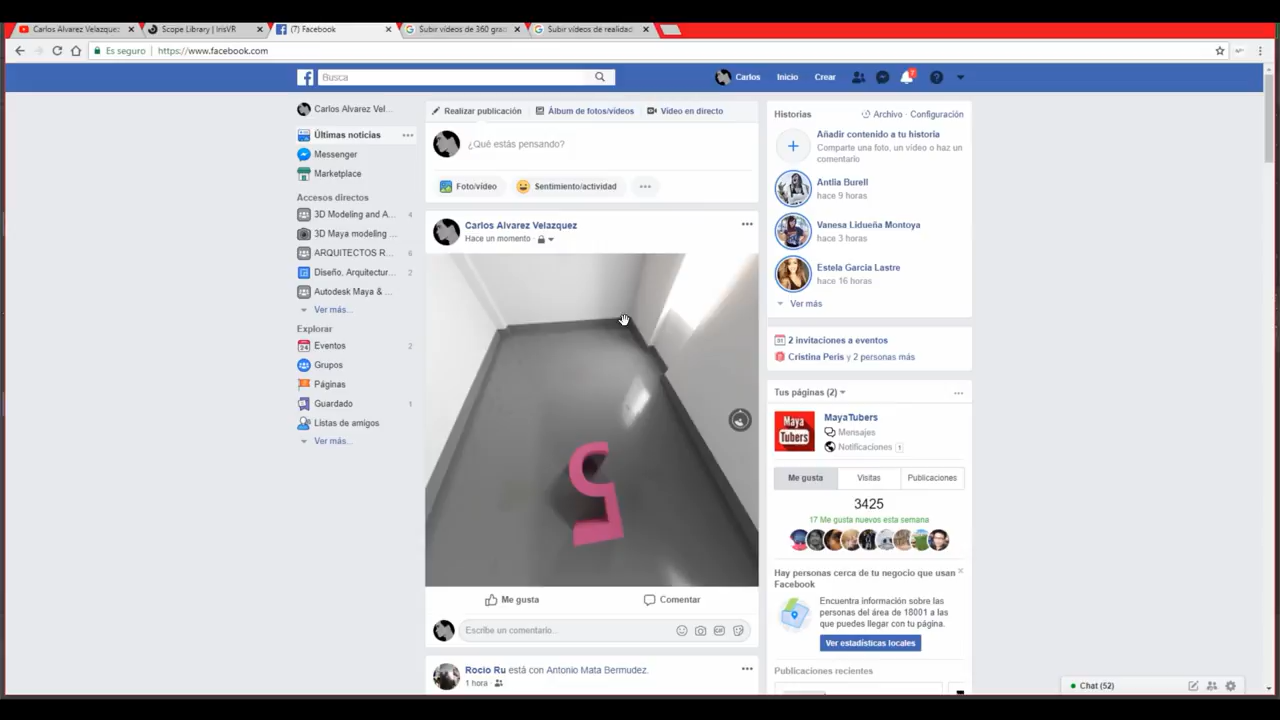 Carlos Alvarez Velazquez
Scope Library | IrisVR
(7) Facebook
Subir vídeos de 360 gra
Subir vídeos de realidad
Es seguro
https://www.facebook.com
Busca
Carlos
Inicio
Crear
7
Carlos Alvarez Vel...
Últimas noticias
Messenger
Marketplace
Accesos directos
3D Modeling and A... 4
3D Maya modeling ...
ARQUITECTOS R... 6
Diseño, Arquitectur... 2
Autodesk Maya & ...
Ver más...
Explorar
Eventos 2
Grupos
Páginas
Guardado 1
Listas de amigos
Ver más...
Realizar publicación
Álbum de fotos/vídeos
Vídeo en directo
¿Qué estás pensando?
Foto/vídeo
Sentimiento/actividad
Carlos Alvarez Velazquez
Hace un momento ·
5
Me gusta
Comentar
Escribe un comentario...
GIF
Rocio Ru está con Antonio Mata Bermudez.
1 hora ·
Historias
Archivo · Configuración
Añadir contenido a tu historia
Comparte una foto, un vídeo o haz un
comentario
Antlia Burell
hace 9 horas
Vanesa Lidueña Montoya
hace 3 horas
Estela Garcia Lastre
hace 16 horas
Ver más
31
2 invitaciones a eventos
Cristina Peris y 2 personas más
Tus páginas (2)
Maya
Tubers
MayaTubers
Mensajes
Notificaciones 1
Me gusta
Visitas
Publicaciones
3425
17 Me gusta nuevos esta semana
Hay personas cerca de tu negocio que usan
Facebook
Encuentra información sobre las
personas del área de 18001 a las
que puedes llegar con tu página.
Ver estadísticas locales
Publicaciones recientes
Chat (52)